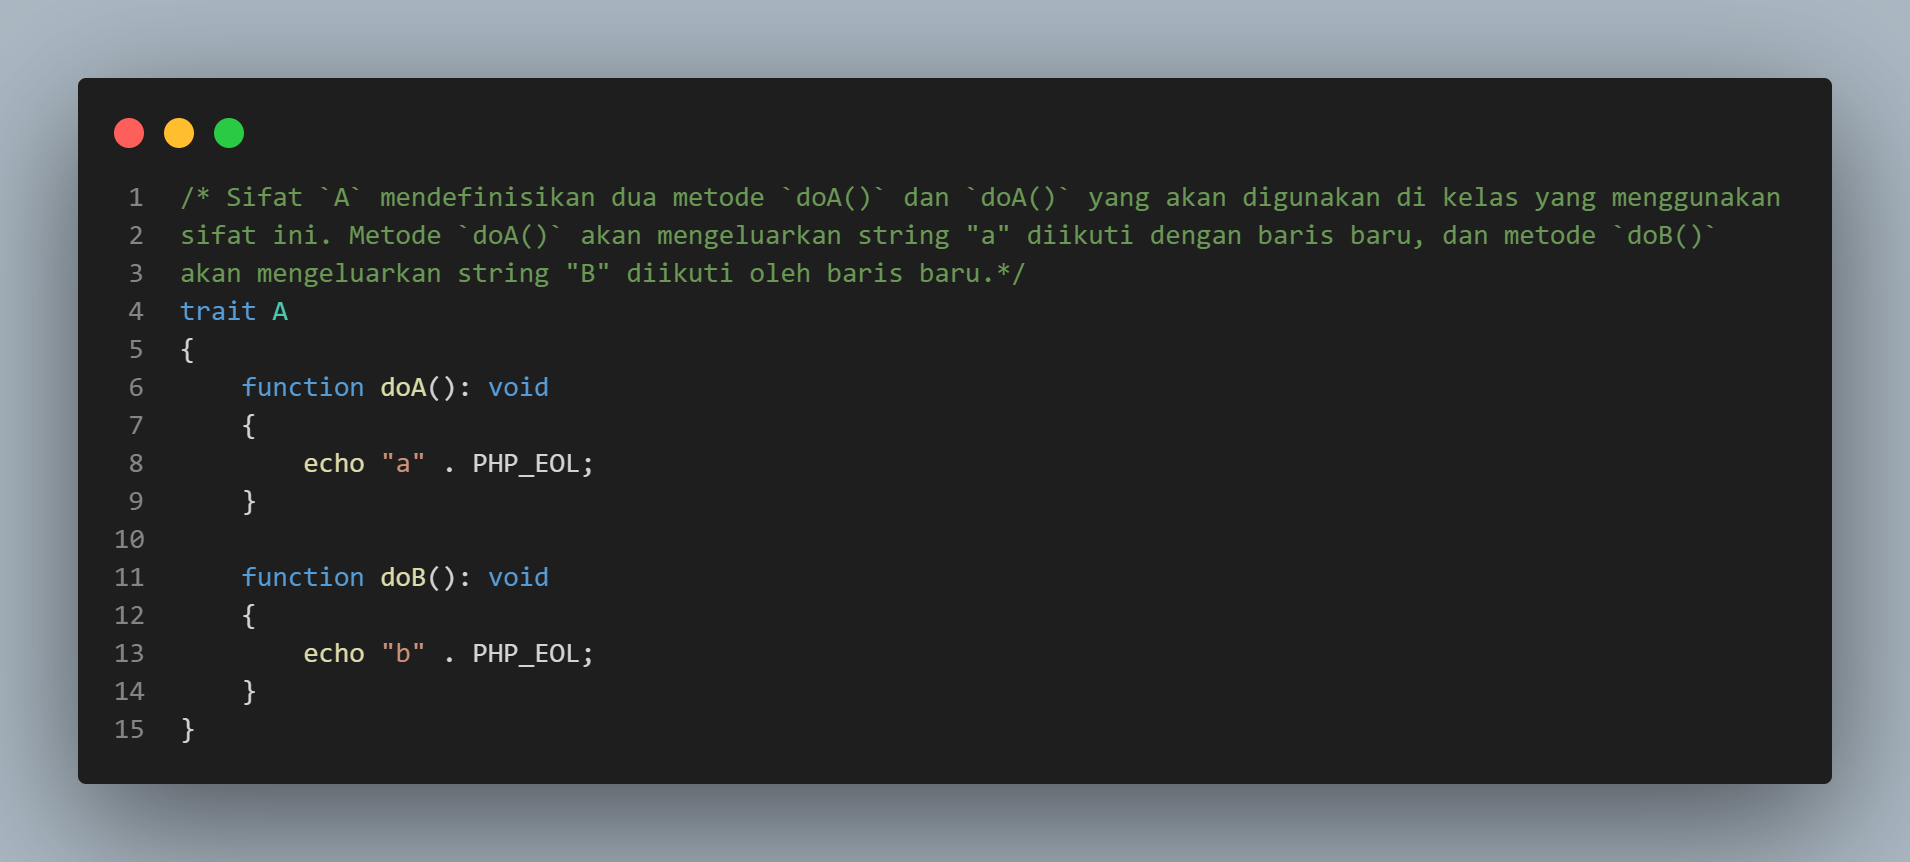 1 /* Sifat `A` mendefinisikan dua metode `doA()` dan `doA()` yang akan digunakan di kelas yang menggunakan
2 sifat ini. Metode `doA()` akan mengeluarkan string "a" diikuti dengan baris baru, dan metode `doB()`
3 akan mengeluarkan string "B" diikuti oleh baris baru.*/
4 trait A
5 {
6     function doA(): void
7     {
8         echo "a" . PHP_EOL;
9     }
10
11     function doB(): void
12     {
13         echo "b" . PHP_EOL;
14     }
15 }